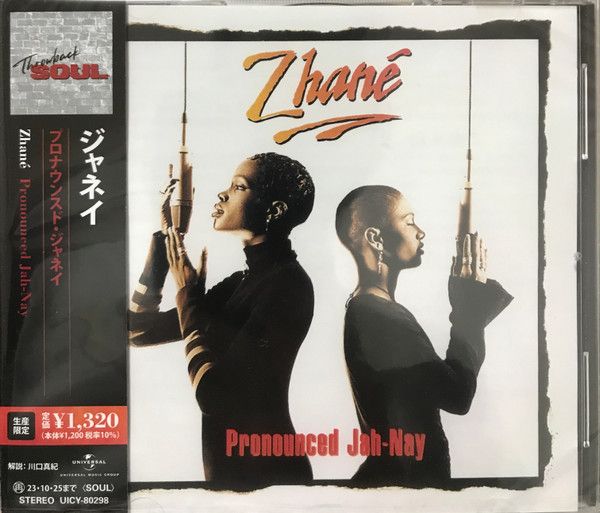 Throwback
SOUL
ジャネイ
プロナウンスド・ジャネイ
Zhané Pronounced Jah-Nay
生産
限定
定価 ¥1,320
(本体¥1,200 税率10%)
解説:川口真紀
UNIVERSAL
UNIVERSAL MUSIC GROUP
再 23・10・25まで〈SOUL〉
STEREO UICY-80298
Zhané
Pronounced Jah-Nay